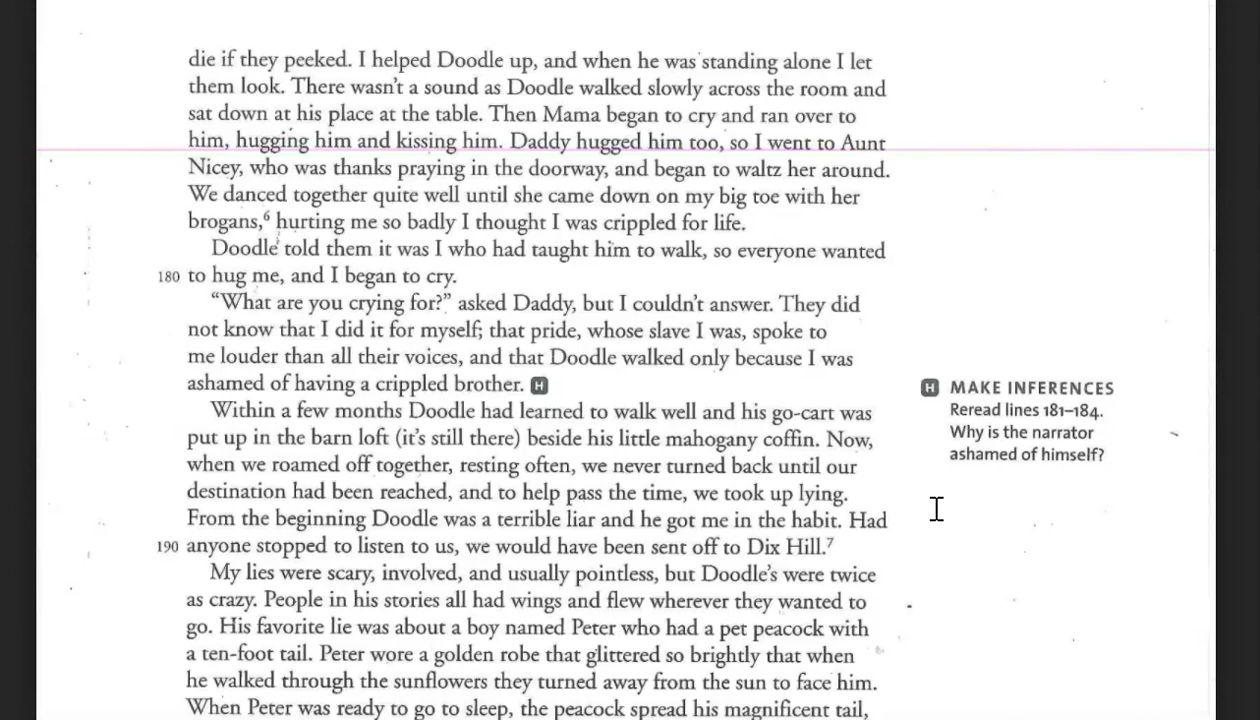 die if they peeked. I helped Doodle up, and when he was standing alone I let
them look. There wasn't a sound as Doodle walked slowly across the room and
sat down at his place at the table. Then Mama began to cry and ran over to
him, hugging him and kissing him. Daddy hugged him too, so I went to Aunt
Nicey, who was thanks praying in the doorway, and began to waltz her around.
We danced together quite well until she came down on my big toe with her
brogans,⁶ hurting me so badly I thought I was crippled for life.
Doodle told them it was I who had taught him to walk, so everyone wanted
180 to hug me, and I began to cry.
“What are you crying for?” asked Daddy, but I couldn't answer. They did
not know that I did it for myself; that pride, whose slave I was, spoke to
me louder than all their voices, and that Doodle walked only because I was
ashamed of having a crippled brother. H
H MAKE INFERENCES
Reread lines 181–184.
Why is the narrator
ashamed of himself?
Within a few months Doodle had learned to walk well and his go-cart was
put up in the barn loft (it's still there) beside his little mahogany coffin. Now,
when we roamed off together, resting often, we never turned back until our
destination had been reached, and to help pass the time, we took up lying.
From the beginning Doodle was a terrible liar and he got me in the habit. Had
190 anyone stopped to listen to us, we would have been sent off to Dix Hill.⁷
My lies were scary, involved, and usually pointless, but Doodle's were twice
as crazy. People in his stories all had wings and flew wherever they wanted to
go. His favorite lie was about a boy named Peter who had a pet peacock with
a ten-foot tail. Peter wore a golden robe that glittered so brightly that when
he walked through the sunflowers they turned away from the sun to face him.
When Peter was ready to go to sleep, the peacock spread his magnificent tail,